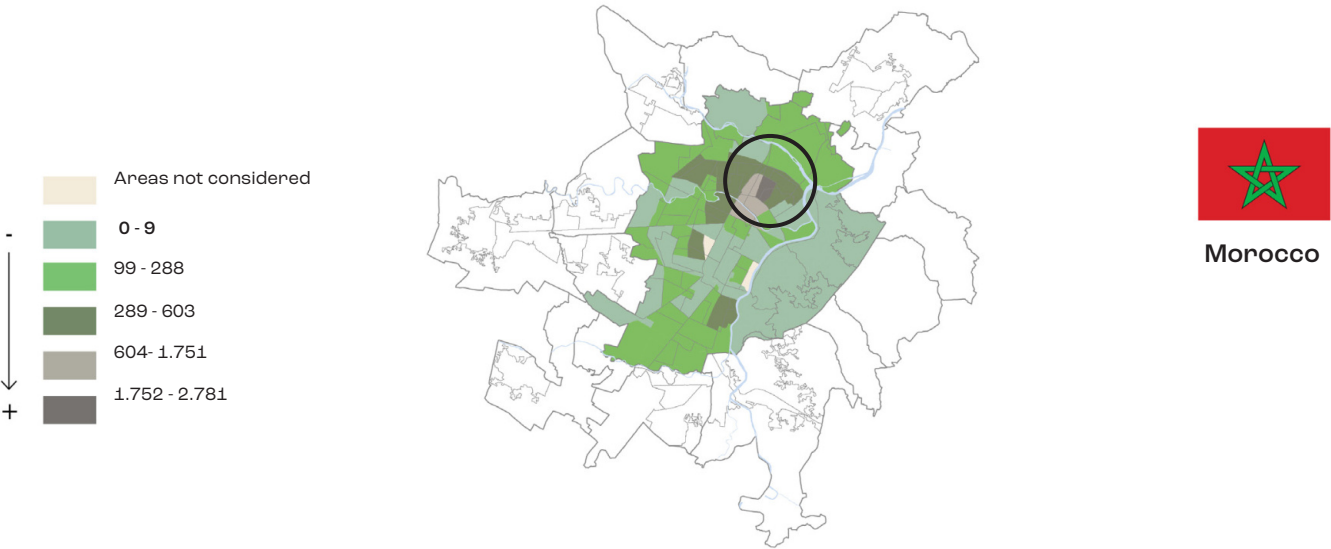 Areas not considered
-
0 - 9
99 - 288
289 - 603
604- 1.751
1.752 - 2.781
+
Morocco